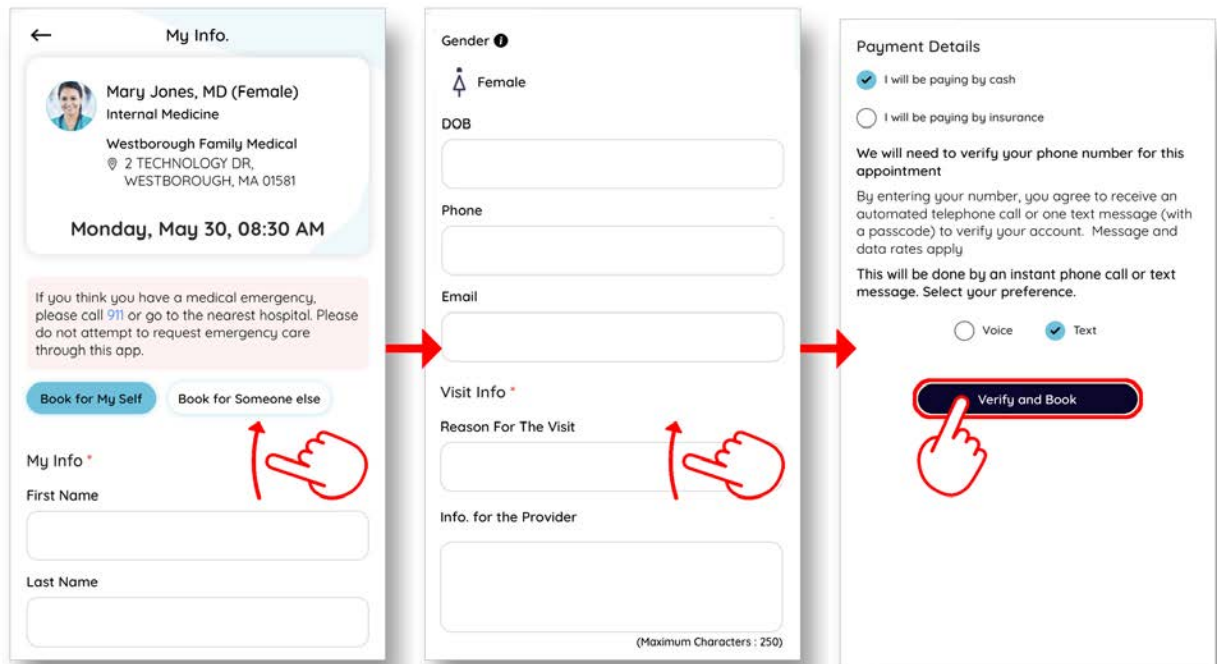 My Info.
Mary Jones, MD (Female)
Internal Medicine
Westborough Family Medical
2 TECHNOLOGY DR,
WESTBOROUGH, MA 01581
Monday, May 30, 08:30 AM
If you think you have a medical emergency,
please call 911 or go to the nearest hospital. Please
do not attempt to request emergency care
through this app.
Book for My Self
Book for Someone else
My Info *
First Name
Last Name
Gender
Female
DOB
Phone
Email
Visit Info *
Reason For The Visit
Info. for the Provider
(Maximum Characters : 250)
Payment Details
I will be paying by cash
I will be paying by insurance
We will need to verify your phone number for this
appointment
By entering your number, you agree to receive an
automated telephone call or one text message (with
a passcode) to verify your account. Message and
data rates apply
This will be done by an instant phone call or text
message. Select your preference.
Voice
Text
Verify and Book